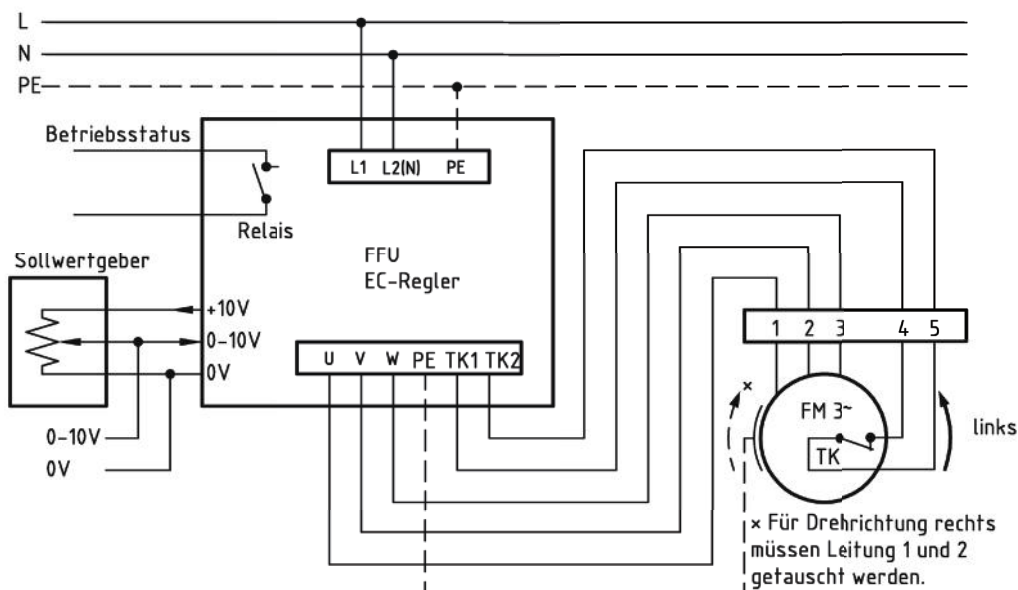 L
N
PE
Betriebsstatus
L1 L2(N) PE
Relais
FFU
EC-Regler
Sollwertgeber
+10V
0-10V
0V
U V W PE TK1 TK2
0-10V
0V
1 2 3 4 5
×
FM 3~
TK
links
× Für Drehrichtung rechts
müssen Leitung 1 und 2
getauscht werden.